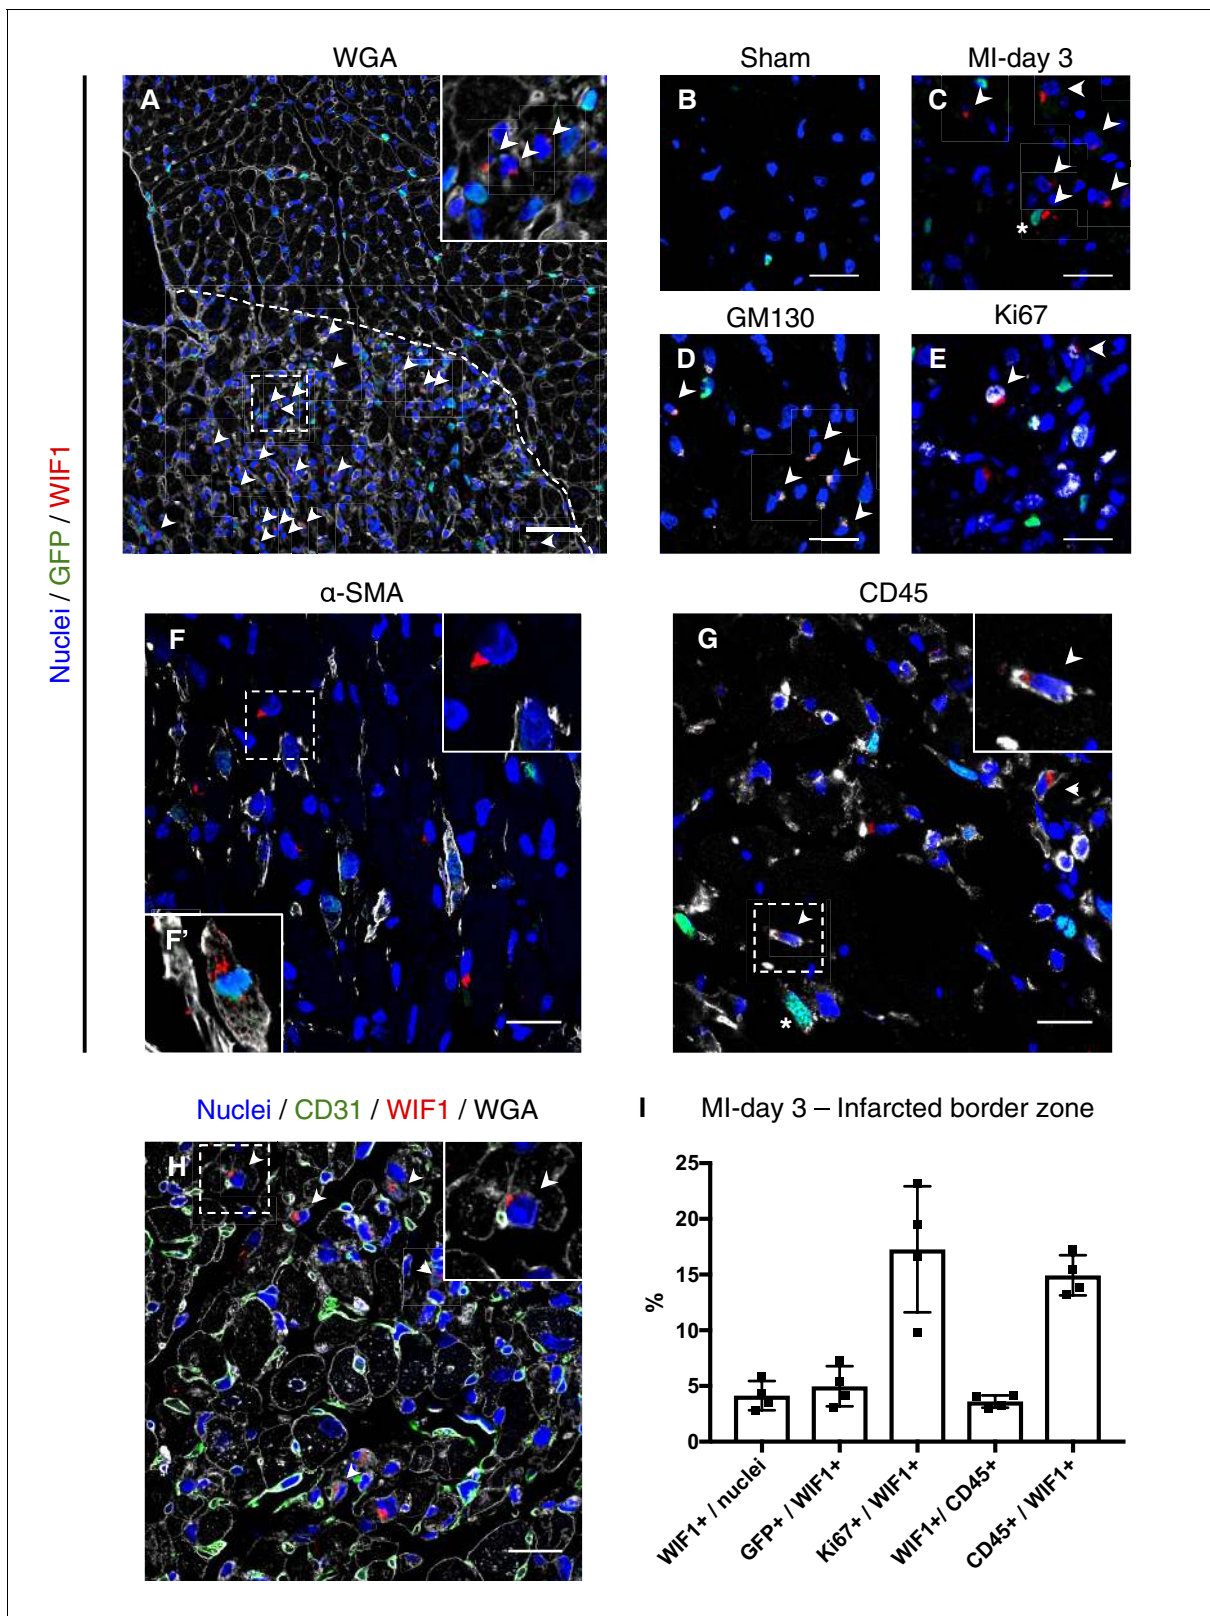 WGA
Sham
MI-day 3
A
B
C
*
GM130
Ki67
D
E
Nuclei / GFP / WIF1
α-SMA
CD45
F
G
F’
*
Nuclei / CD31 / WIF1 / WGA
H
I
MI-day 3 – Infarcted border zone
25
20
15
10
5
0
%
WIF1+ / nuclei
GFP+ / WIF1+
Ki67+ / WIF1+
WIF1+/ CD45+
CD45+ / WIF1+